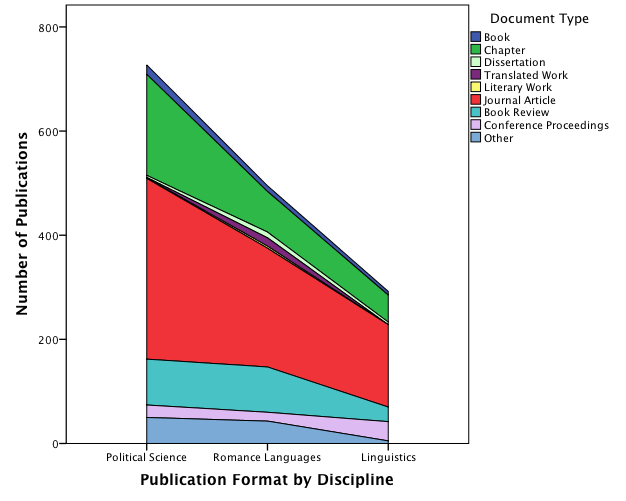 Document Type
Book
Chapter
Dissertation
Translated Work
Literary Work
Journal Article
Book Review
Conference Proceedings
Other
Number of Publications
800
600
400
200
0
Political Science Romance Languages Linguistics
Publication Format by Discipline